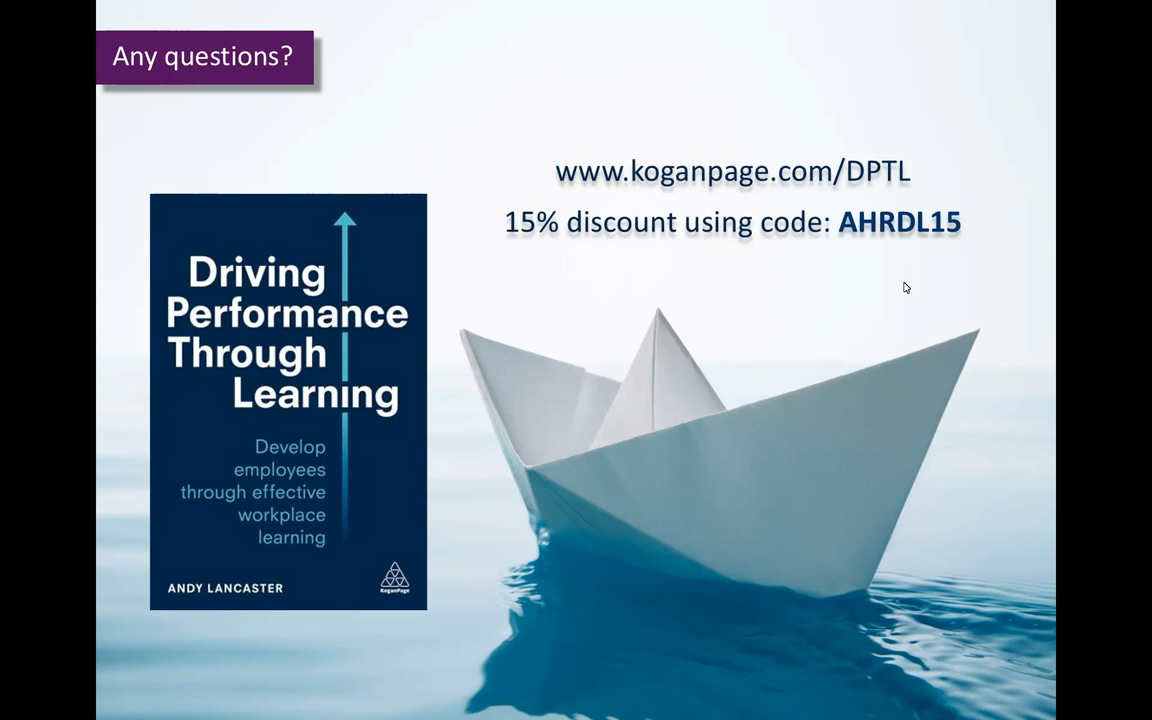 Any questions?
www.koganpage.com/DPTL
15% discount using code: AHRDL15
Driving
Performance
Through
Learning
Develop
employees
through effective
workplace
learning
ANDY LANCASTER
KoganPage